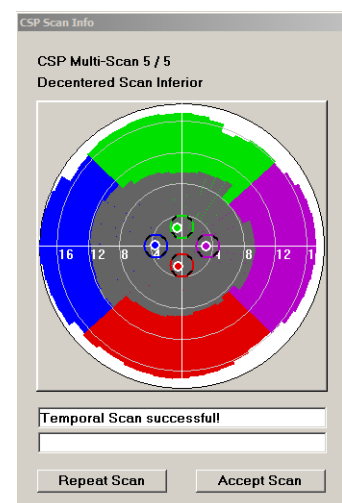 CSP Scan Info
CSP Multi-Scan 5 / 5
Decentered Scan Inferior
16 12 8 4 4 8 12 1
Temporal Scan successful!
Repeat Scan Accept Scan